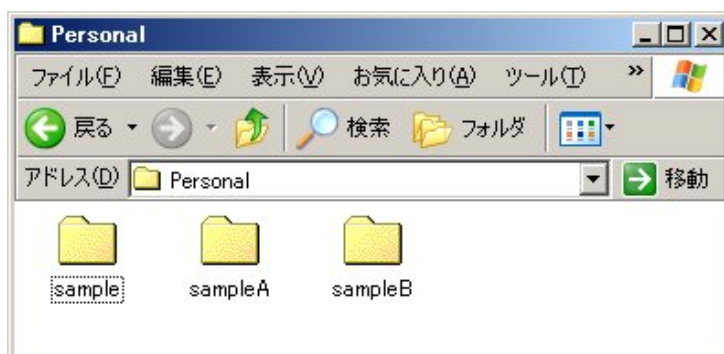 Personal
ファイル(F) 編集(E) 表示(V) お気に入り(A) ツール(T) »
戻る 検索 フォルダ
アドレス(D) Personal 移動
sample sampleA sampleB